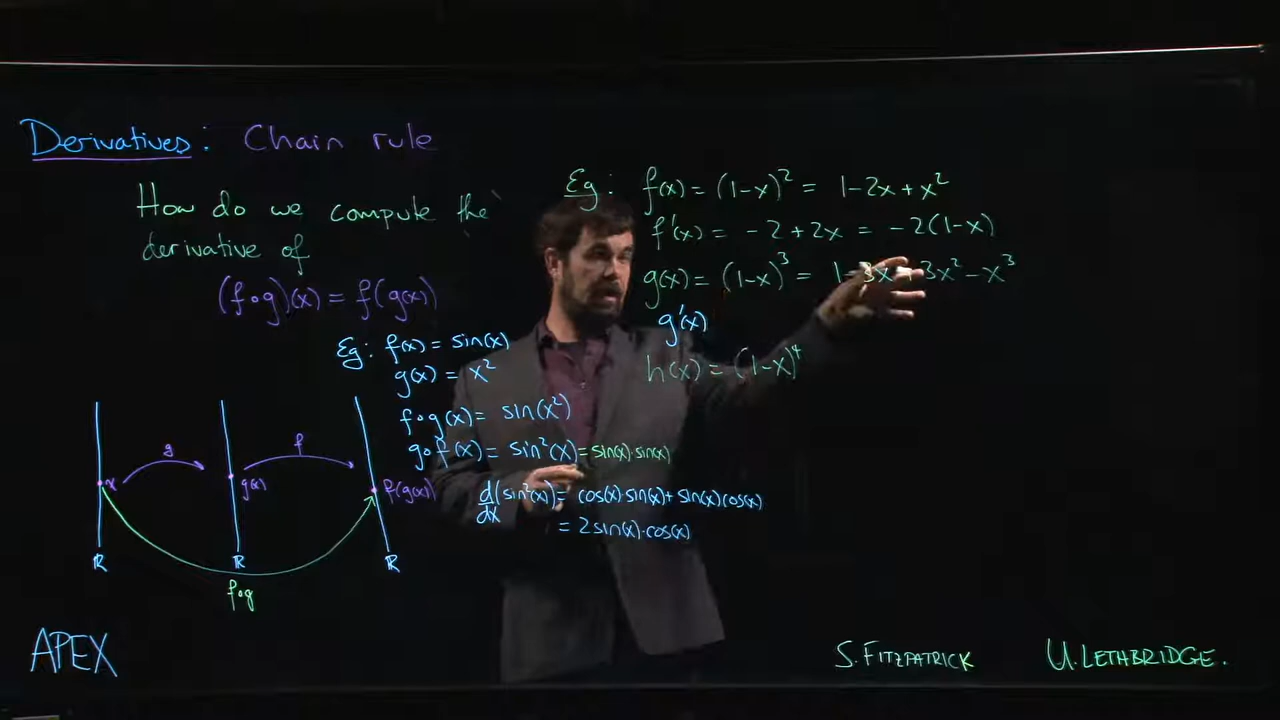 Derivatives: Chain rule
How do we compute the
derivative of
(f∘g)(x) = f(g(x))
Eg: f(x) = sin(x)
g(x) = x²
f∘g(x) = sin(x²)
g∘f(x) = sin²(x) = sin(x)·sin(x)
d/dx (sin²(x)) = cos(x)·sin(x) + sin(x)cos(x)
= 2sin(x)·cos(x)
x g g(x) f f(g(x))
R R R
f∘g
Eg: f(x) = (1-x)² = 1-2x+x²
f'(x) = -2+2x = -2(1-x)
g(x) = (1-x)³ = 1-3x+3x²-x³
g'(x)
h(x) = (1-x)⁴
APEX
S. FITZPATRICK
U. LETHBRIDGE.